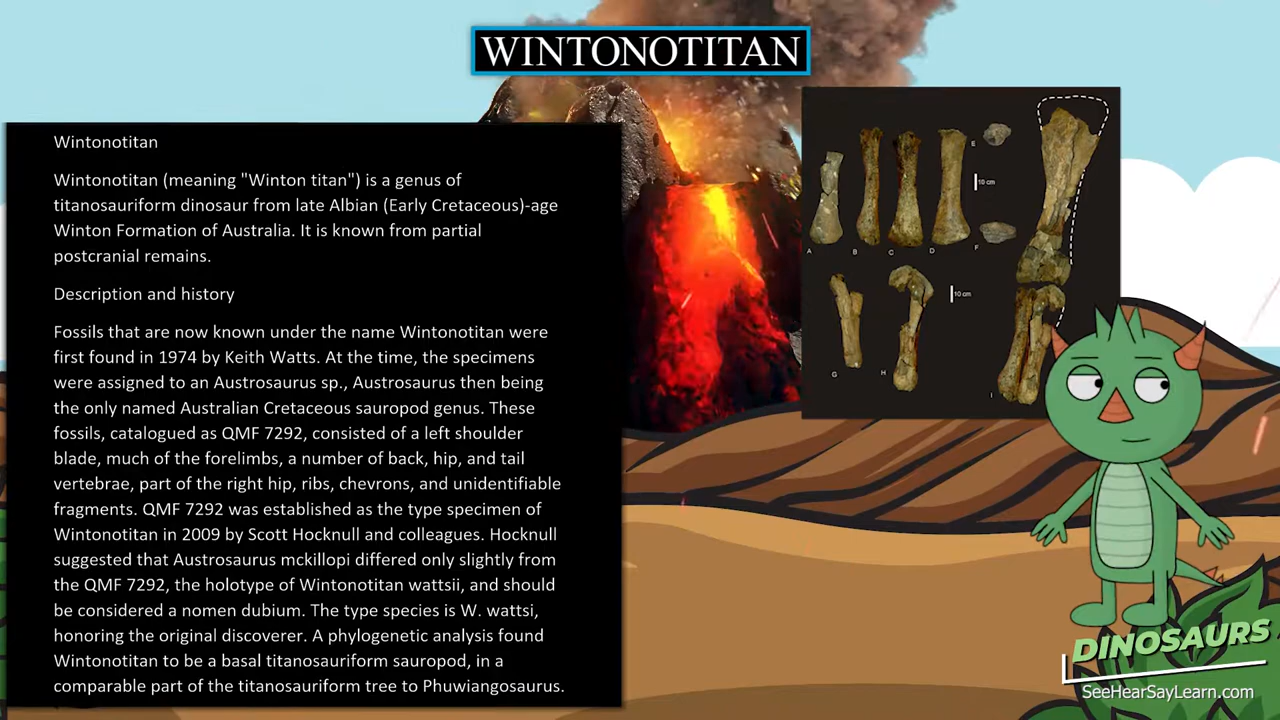 WINTONOTITAN
Wintonotitan
Wintonotitan (meaning "Winton titan") is a genus of
titanosauriform dinosaur from late Albian (Early Cretaceous)-age
Winton Formation of Australia. It is known from partial
postcranial remains.
Description and history
Fossils that are now known under the name Wintonotitan were
first found in 1974 by Keith Watts. At the time, the specimens
were assigned to an Austrosaurus sp., Austrosaurus then being
the only named Australian Cretaceous sauropod genus. These
fossils, catalogued as QMF 7292, consisted of a left shoulder
blade, much of the forelimbs, a number of back, hip, and tail
vertebrae, part of the right hip, ribs, chevrons, and unidentifiable
fragments. QMF 7292 was established as the type specimen of
Wintonotitan in 2009 by Scott Hocknull and colleagues. Hocknull
suggested that Austrosaurus mckillopi differed only slightly from
the QMF 7292, the holotype of Wintonotitan wattsii, and should
be considered a nomen dubium. The type species is W. wattsi,
honoring the original discoverer. A phylogenetic analysis found
Wintonotitan to be a basal titanosauriform sauropod, in a
comparable part of the titanosauriform tree to Phuwiangosaurus.
A
B
C
D
E
10 cm
F
G
H
10 cm
I
DINOSAURS
SeeHearSayLearn.com